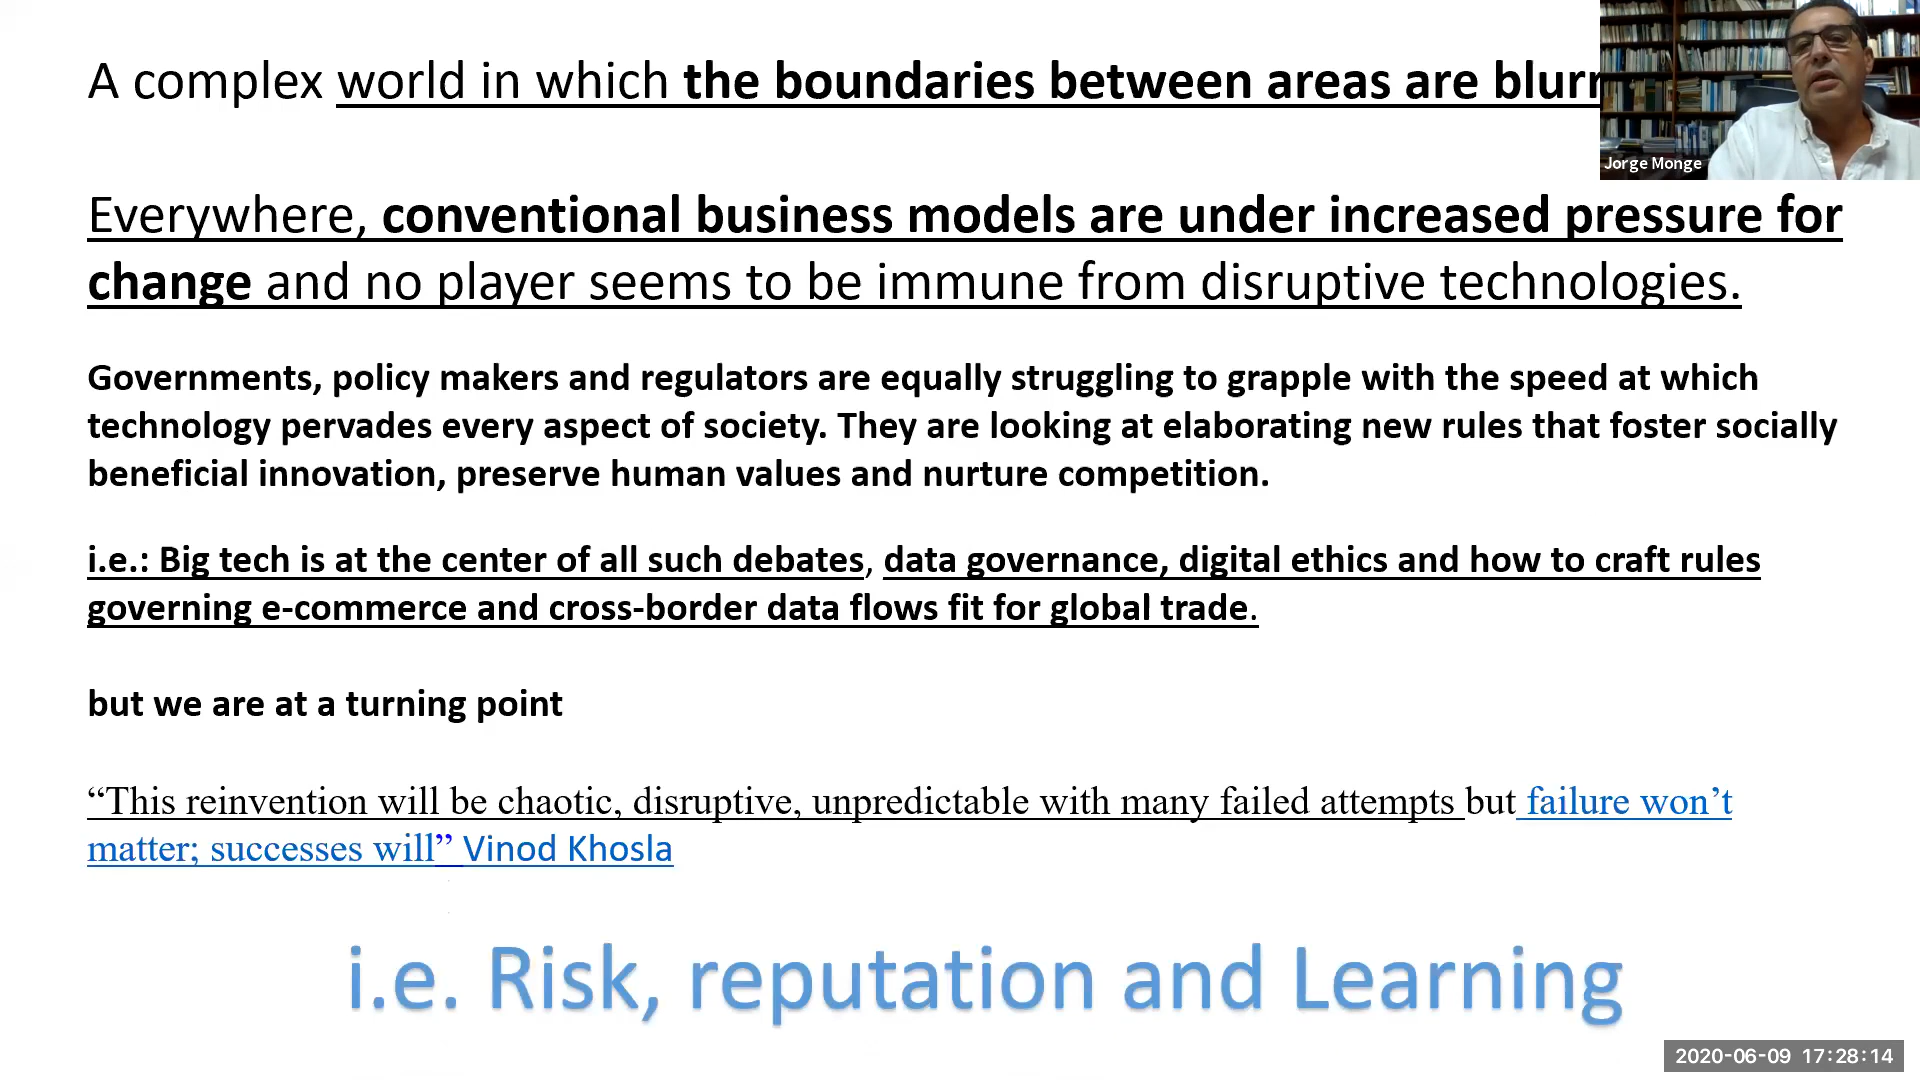 A complex world in which the boundaries between areas are
Jorge Monge
Everywhere, conventional business models are under increased pressure for
change and no player seems to be immune from disruptive technologies.
Governments, policy makers and regulators are equally struggling to grapple with the speed at which
technology pervades every aspect of society. They are looking at elaborating new rules that foster socially
beneficial innovation, preserve human values and nurture competition.
i.e.: Big tech is at the center of all such debates, data governance, digital ethics and how to craft rules
governing e-commerce and cross-border data flows fit for global trade.
but we are at a turning point
“This reinvention will be chaotic, disruptive, unpredictable with many failed attempts but failure won’t
matter; successes will” Vinod Khosla
i.e. Risk, reputation and Learning
2020-06-09 17:28:14